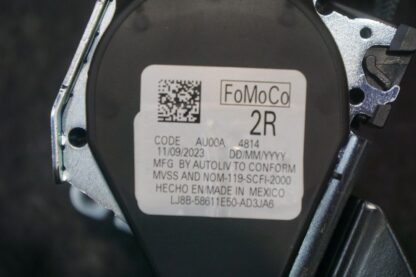 FoMoCo
2R
CODE AU00A 4814
11/09/2023 DD/MM/YYYY
MFG BY AUTOLIV TO CONFORM
MVSS AND NOM-119-SCFI-2000
HECHO EN/MADE IN MEXICO
LJ8B-58611E50-AD3JA6